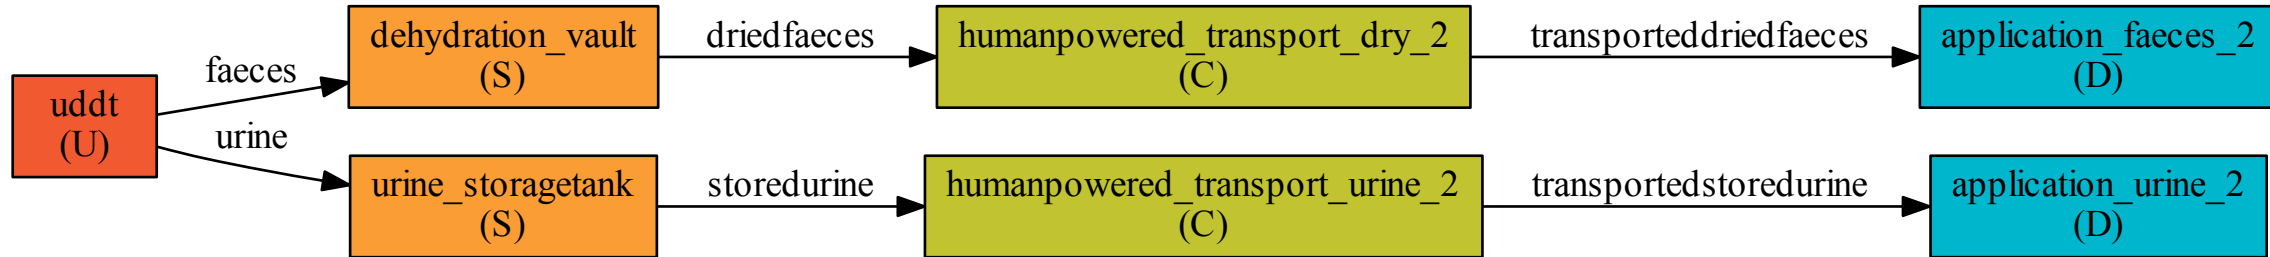 uddt
(U)
faeces
urine
dehydration_vault
(S)
driedfaeces
humanpowered_transport_dry_2
(C)
transporteddriedfaeces
application_faeces_2
(D)
urine_storagetank
(S)
storedurine
humanpowered_transport_urine_2
(C)
transportedstoredurine
application_urine_2
(D)